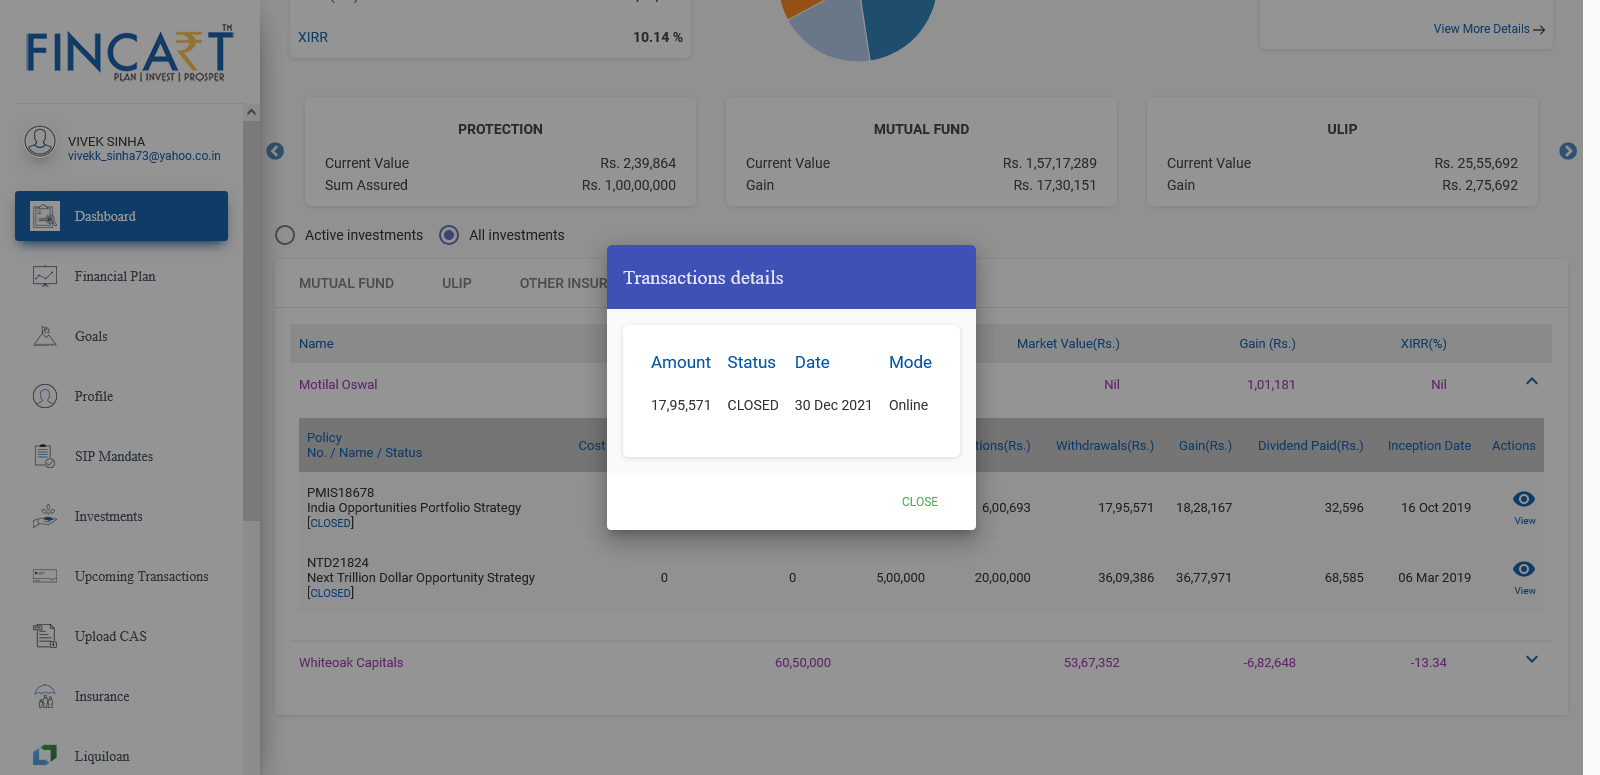 FINCART™
PLAN | INVEST | PROSPER
VIVEK SINHA
vivekk_sinha73@yahoo.co.in
Dashboard
Financial Plan
Goals
Profile
SIP Mandates
Investments
Upcoming Transactions
Upload CAS
Insurance
Liquiloan
XIRR 10.14 %
View More Details
PROTECTION
Current Value Rs. 2,39,864
Sum Assured Rs. 1,00,00,000
MUTUAL FUND
Current Value Rs. 1,57,17,289
Gain Rs. 17,30,151
ULIP
Current Value Rs. 25,55,692
Gain Rs. 2,75,692
Active investments All investments
MUTUAL FUND ULIP OTHER INSUR
Name Market Value(Rs.) Gain (Rs.) XIRR(%)
Motilal Oswal Nil 1,01,181 Nil
Policy
No. / Name / Status Cost tions(Rs.) Withdrawals(Rs.) Gain(Rs.) Dividend Paid(Rs.) Inception Date Actions
PMIS18678
India Opportunities Portfolio Strategy 6,00,693 17,95,571 18,28,167 32,596 16 Oct 2019
[CLOSED] View
NTD21824
Next Trillion Dollar Opportunity Strategy 0 0 5,00,000 20,00,000 36,09,386 36,77,971 68,585 06 Mar 2019
[CLOSED] View
Whiteoak Capitals 60,50,000 53,67,352 -6,82,648 -13.34
Transactions details
Amount Status Date Mode
17,95,571 CLOSED 30 Dec 2021 Online
CLOSE